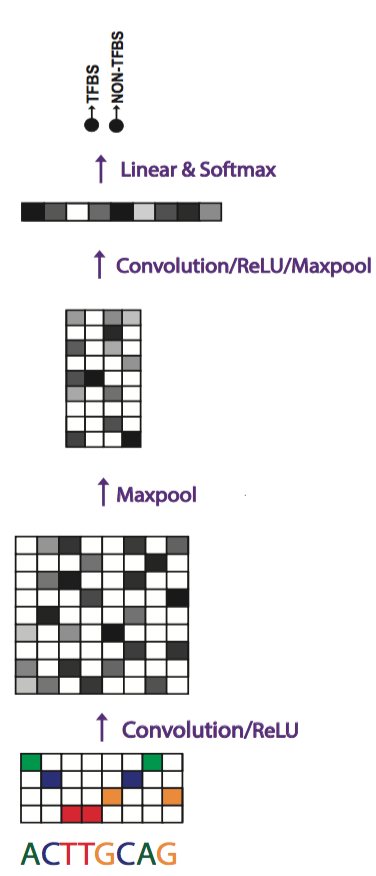 TFBS
NON-TFBS
Linear & Softmax
Convolution/ReLU/Maxpool
Maxpool
Convolution/ReLU
ACTTGCAG